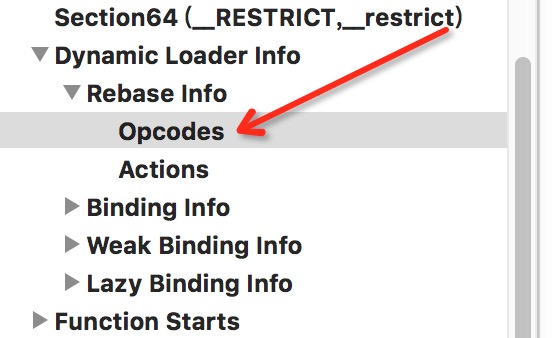 Section64 (__RESTRICT,__restrict)
Dynamic Loader Info
Rebase Info
Opcodes
Actions
Binding Info
Weak Binding Info
Lazy Binding Info
Function Starts